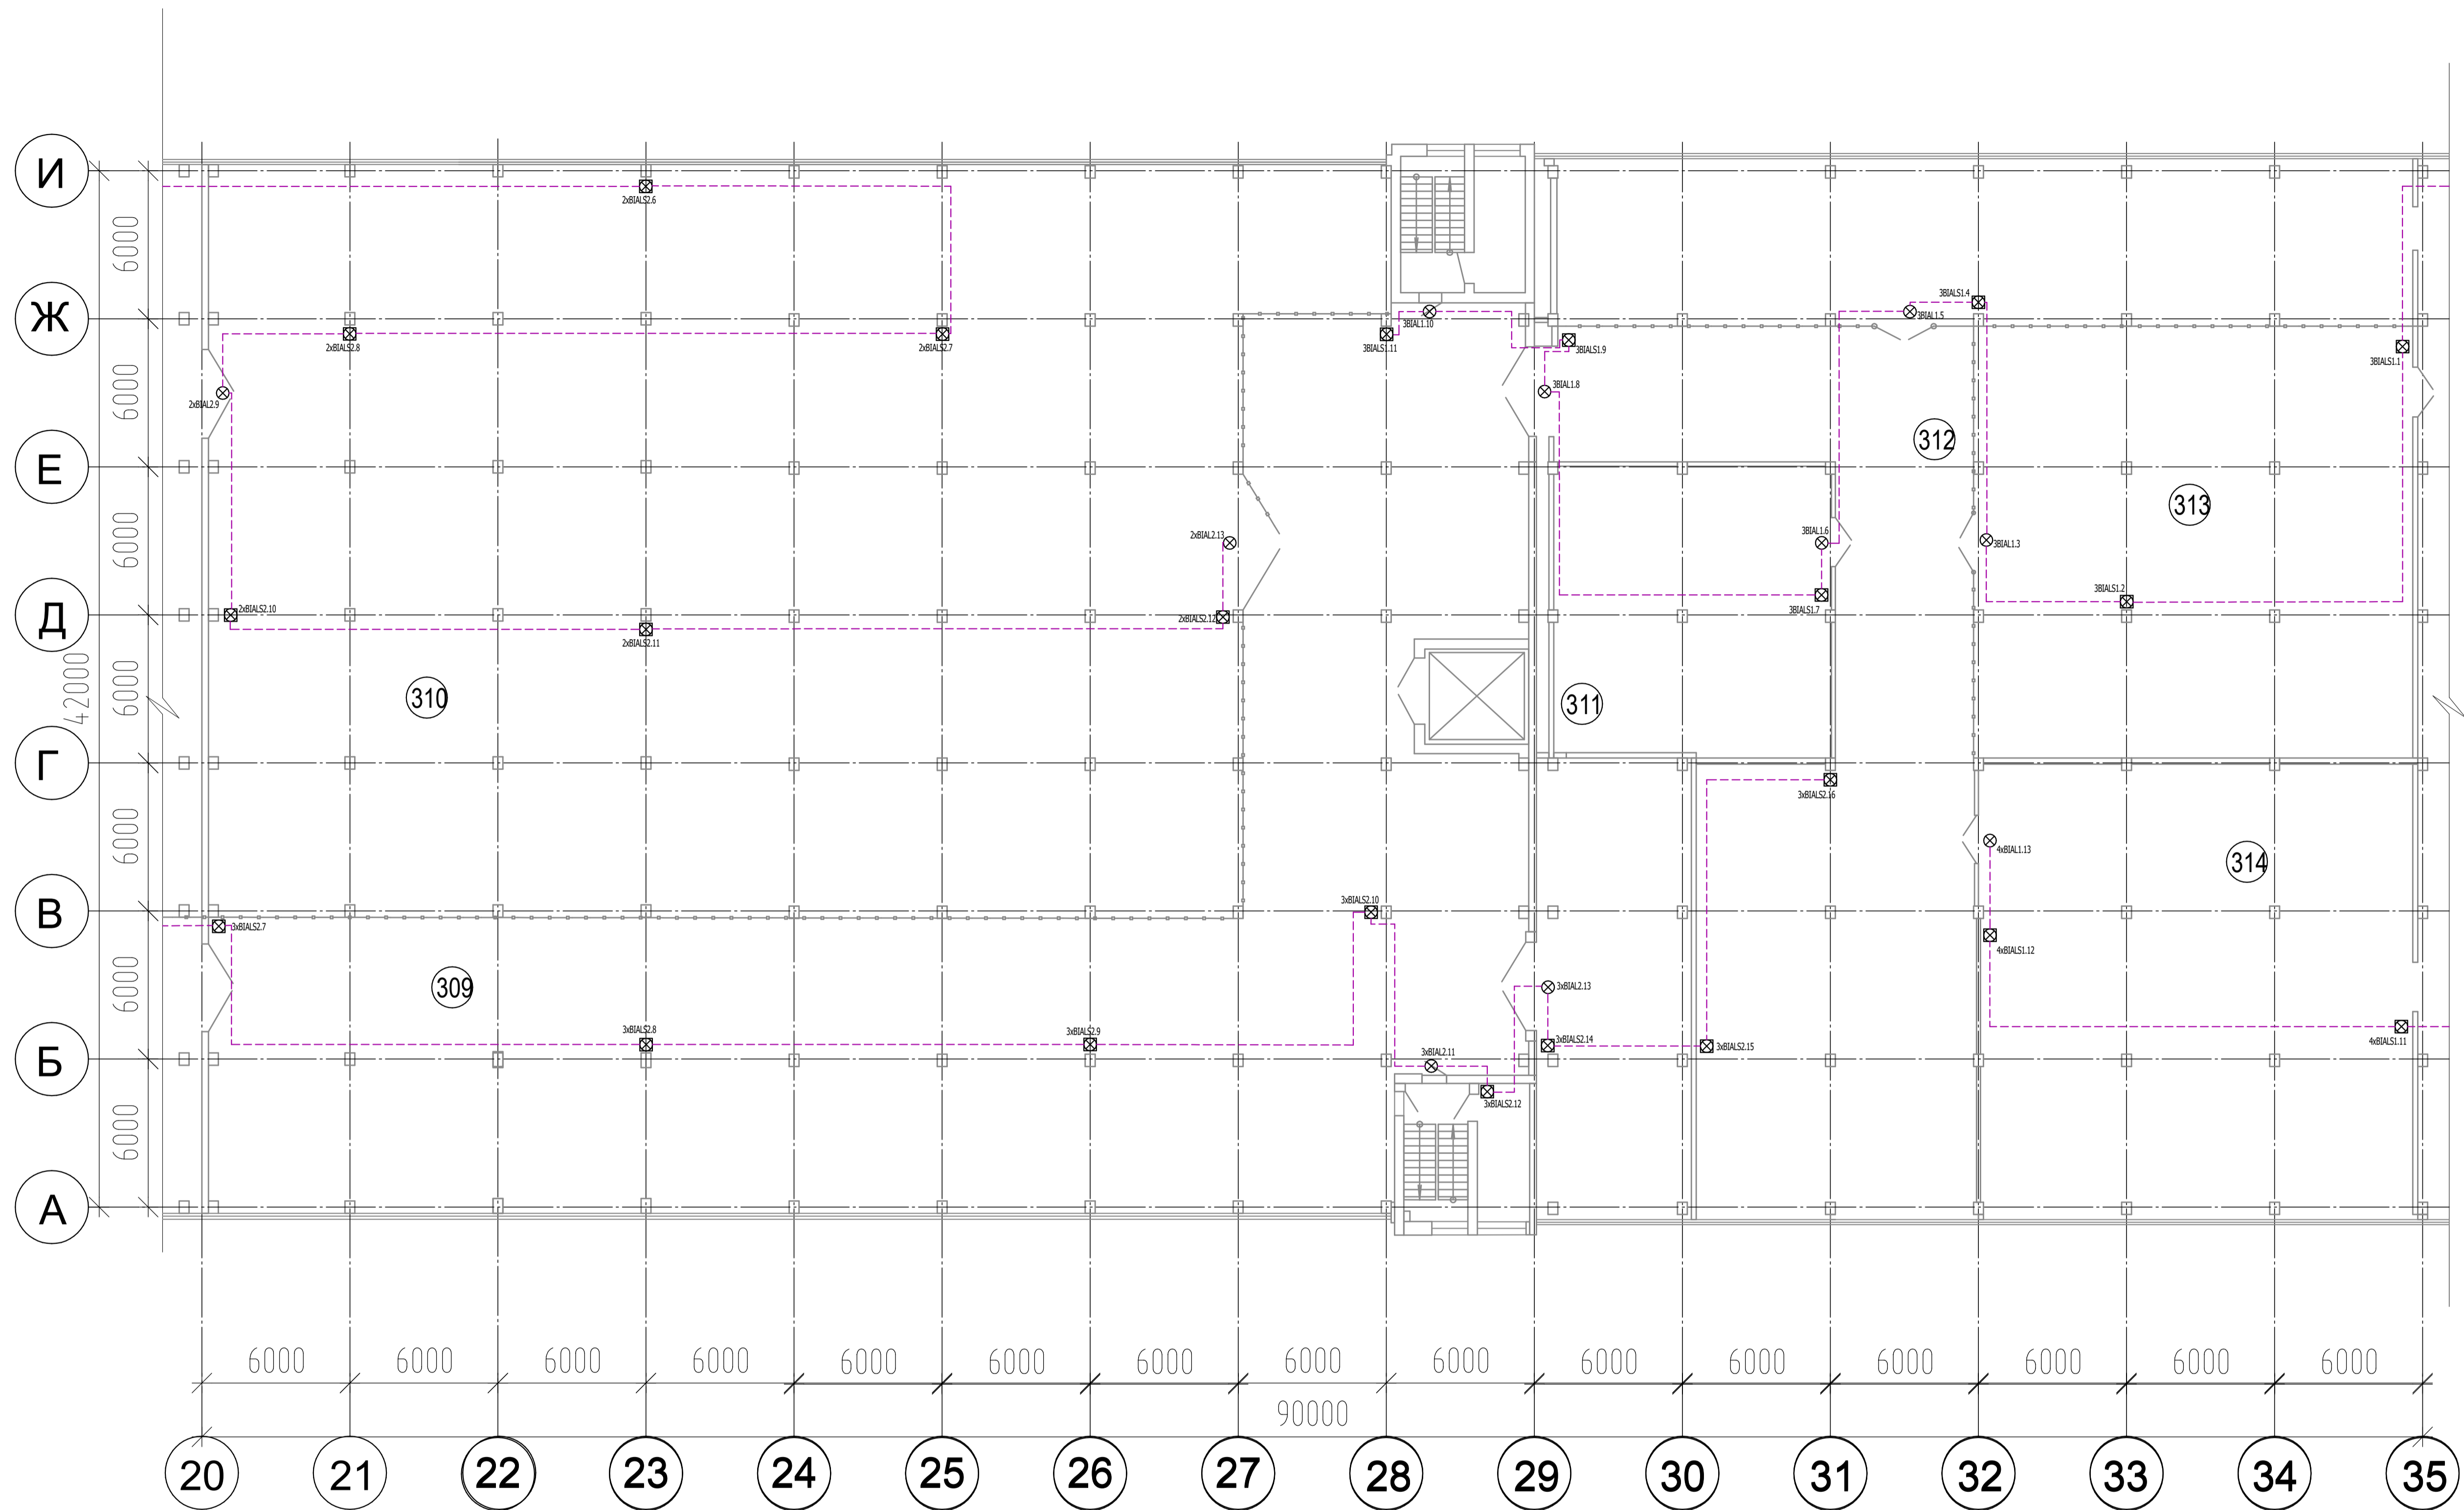 И
2xBIALS2.6
6000
3BIALS1.4
Ж
3BIAL1.5
3BIAL1.10
2xBIALS2.8
2xBIALS2.7
3BIALS1.11
3BIALS1.9
3BIALS1.1
6000
3BIAL1.8
2xBIAL2.9
312
Е
313
3BIAL1.6
2xBIAL2.13
3BIAL1.3
6000
3BIALS1.2
2xBIALS2.10
3BIALS1.7
Д
2xBIALS2.12
2xBIALS2.11
42000
6000
310
311
Г
3xBIALS2.16
6000
4xBIAL1.13
314
3xBIALS2.10
В
3xBIALS2.7
4xBIALS1.12
6000
309
3xBIAL2.13
3xBIALS2.8
3xBIALS2.9
3xBIALS2.14
3xBIALS2.15
4xBIALS1.11
Б
3xBIAL2.11
3xBIALS2.12
6000
А
6000 6000 6000 6000 6000 6000 6000 6000 6000 6000 6000 6000 6000 6000 6000
90000
20 21 22 23 24 25 26 27 28 29 30 31 32 33 34 35